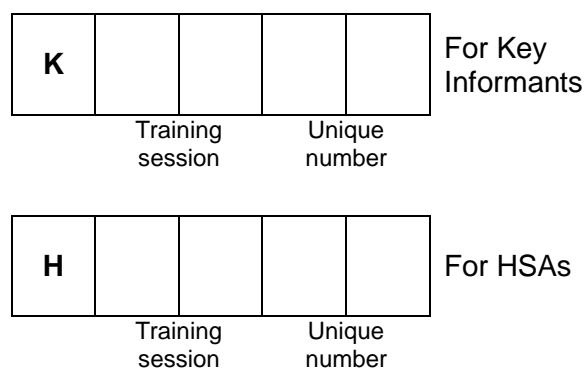 K
For Key
Informants
Training
session
Unique
number
H
For HSAs
Training
session
Unique
number